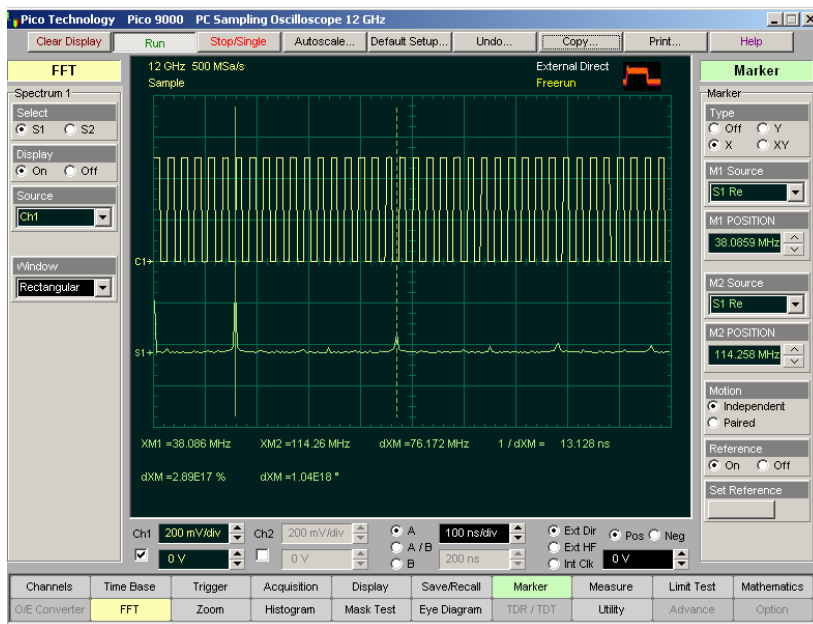 Pico Technology Pico 9000 PC Sampling Oscilloscope 12 GHz
Clear Display Run Stop/Single Autoscale... Default Setup... Undo... Copy... Print... Help
FFT
Spectrum 1
Select
S1 S2
Display
On Off
Source
Ch1
Window
Rectangular
12 GHz 500 MSa/s
Sample
External Direct
Freerun
C1
S1
XM1 =38.086 MHz XM2 =114.26 MHz dXM =76.172 MHz 1 / dXM = 13.128 ns
dXM =2.89E17 % dXM =1.04E18 °
Marker
Marker
Type
Off Y
X XY
M1 Source
S1 Re
M1 POSITION
38.0859 MHz
M2 Source
S1 Re
M2 POSITION
114.258 MHz
Motion
Independent
Paired
Reference
On Off
Set Reference
Ch1 200 mV/div Ch2 200 mV/div A 100 ns/div Ext Dir Pos Neg
A / B Ext HF
0 V 0 V B 200 ns Int Clk 0 V
Channels Time Base Trigger Acquisition Display Save/Recall Marker Measure Limit Test Mathematics
O/E Converter FFT Zoom Histogram Mask Test Eye Diagram TDR / TDT Utility Advance Option